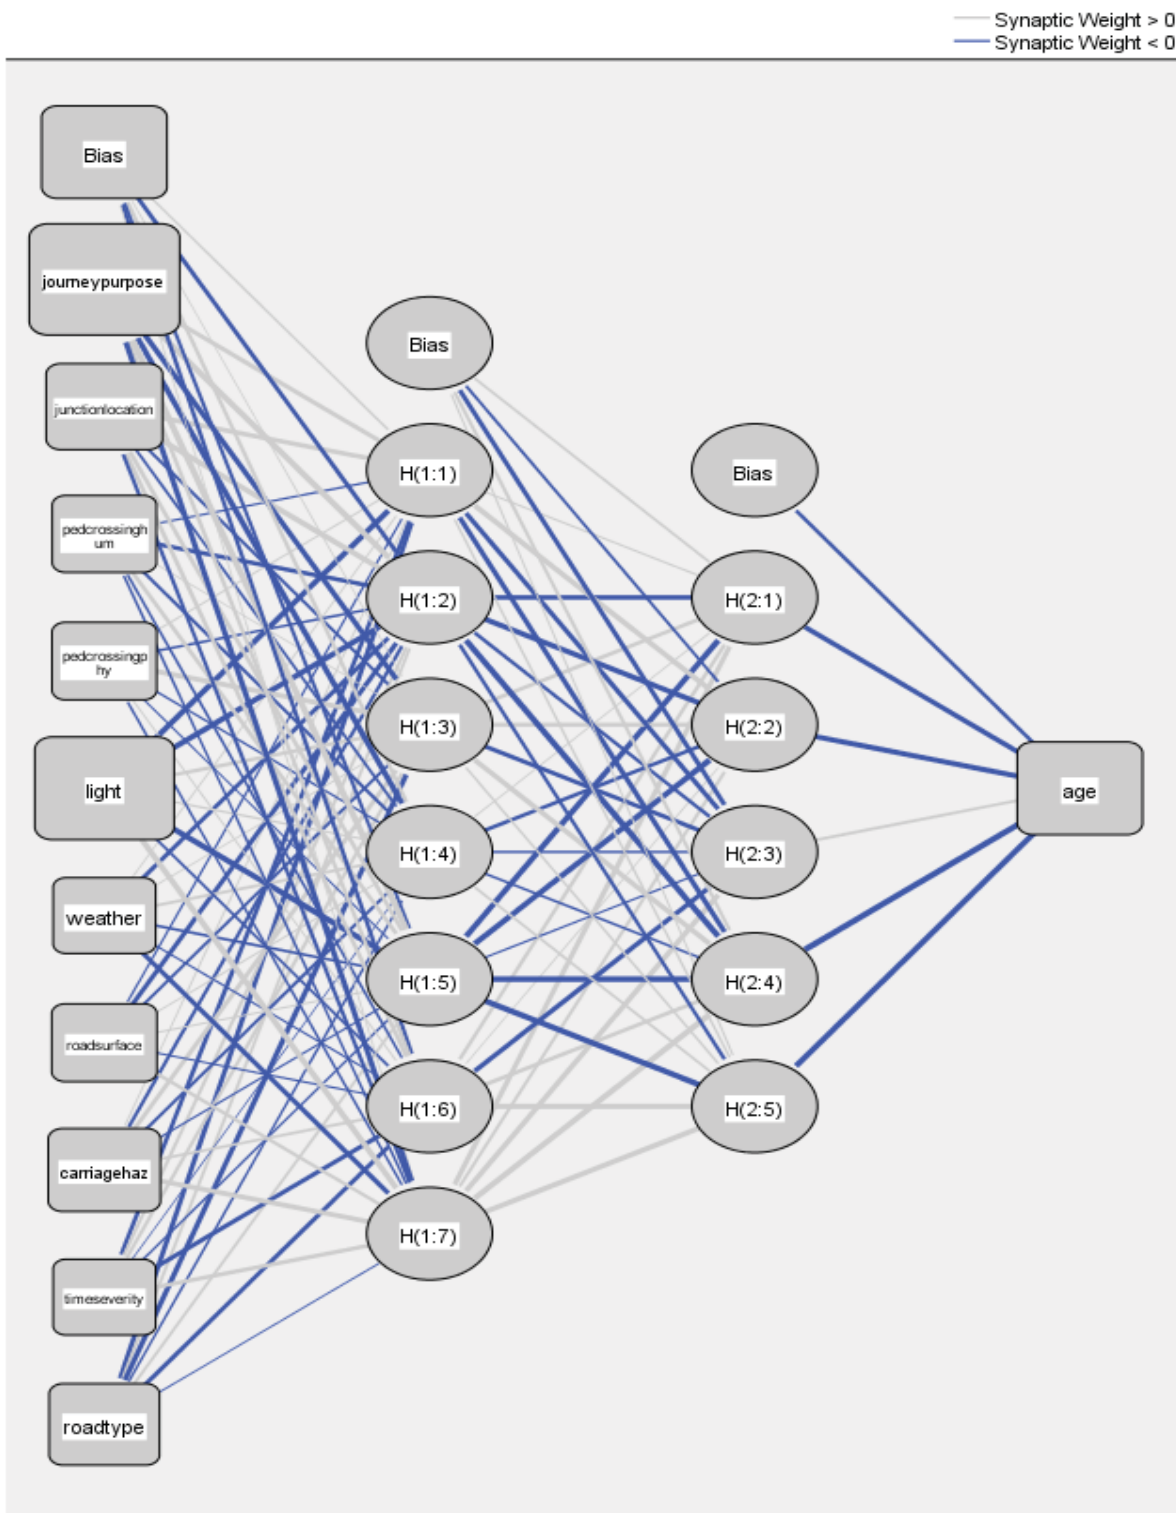 Synaptic Weight > 0
Synaptic Weight < 0
Bias
journeypurpose
junctionlocation
pedcrossingh
um
pedcrossingp
hy
light
weather
roadsurface
carriagehaz
timeseverity
roadtype
Bias
H(1:1)
H(1:2)
H(1:3)
H(1:4)
H(1:5)
H(1:6)
H(1:7)
Bias
H(2:1)
H(2:2)
H(2:3)
H(2:4)
H(2:5)
age